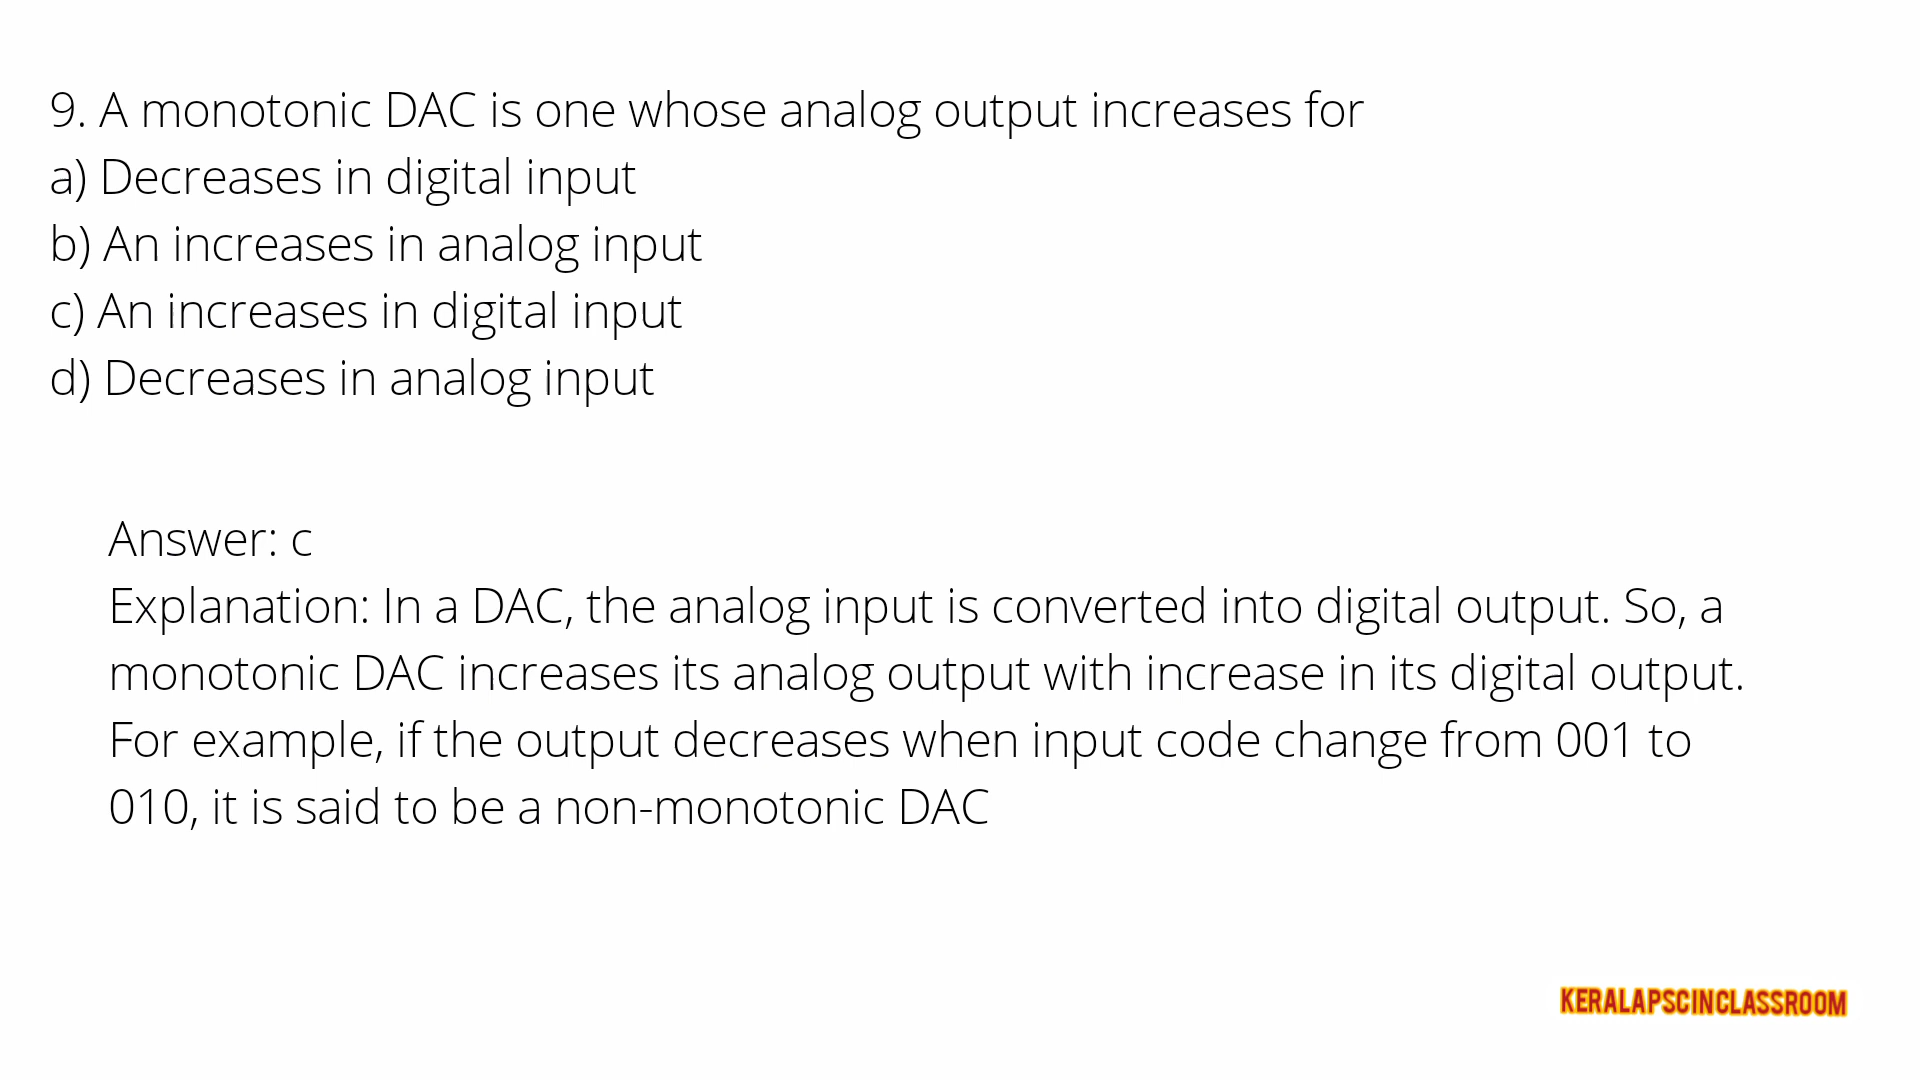 9. A monotonic DAC is one whose analog output increases for
a) Decreases in digital input
b) An increases in analog input
c) An increases in digital input
d) Decreases in analog input
Answer: c
Explanation: In a DAC, the analog input is converted into digital output. So, a
monotonic DAC increases its analog output with increase in its digital output.
For example, if the output decreases when input code change from 001 to
010, it is said to be a non-monotonic DAC
KERALAPSCINCLASSROOM